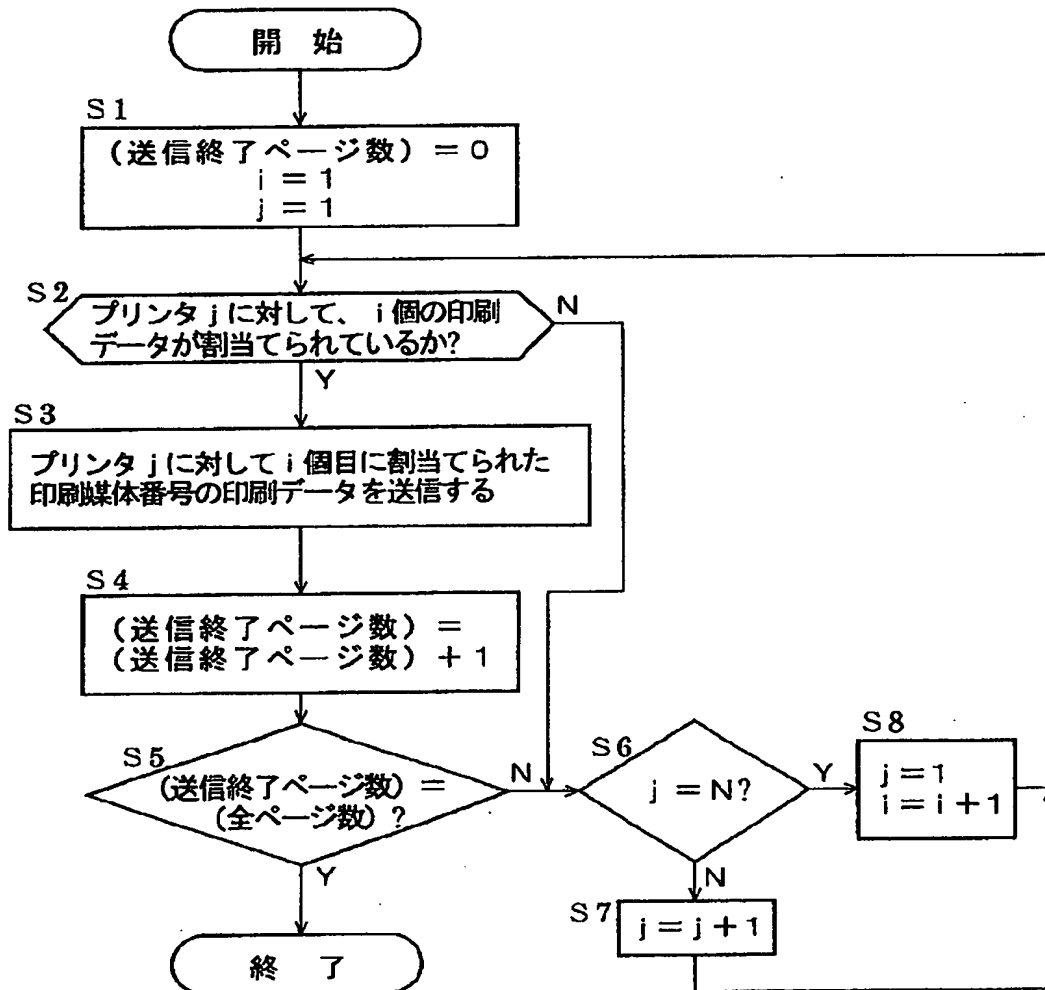 開始
S1
(送信終了ページ数)=0
i=1
j=1
S2
プリンタjに対して、i個の印刷
データが割当てられているか?
N
Y
S3
プリンタjに対してi個目に割当てられた
印刷媒体番号の印刷データを送信する
S4
(送信終了ページ数)=
(送信終了ページ数)+1
S5
(送信終了ページ数)=
(全ページ数)?
N
Y
S6
j=N?
Y
N
S8
j=1
i=i+1
S7
j=j+1
終了